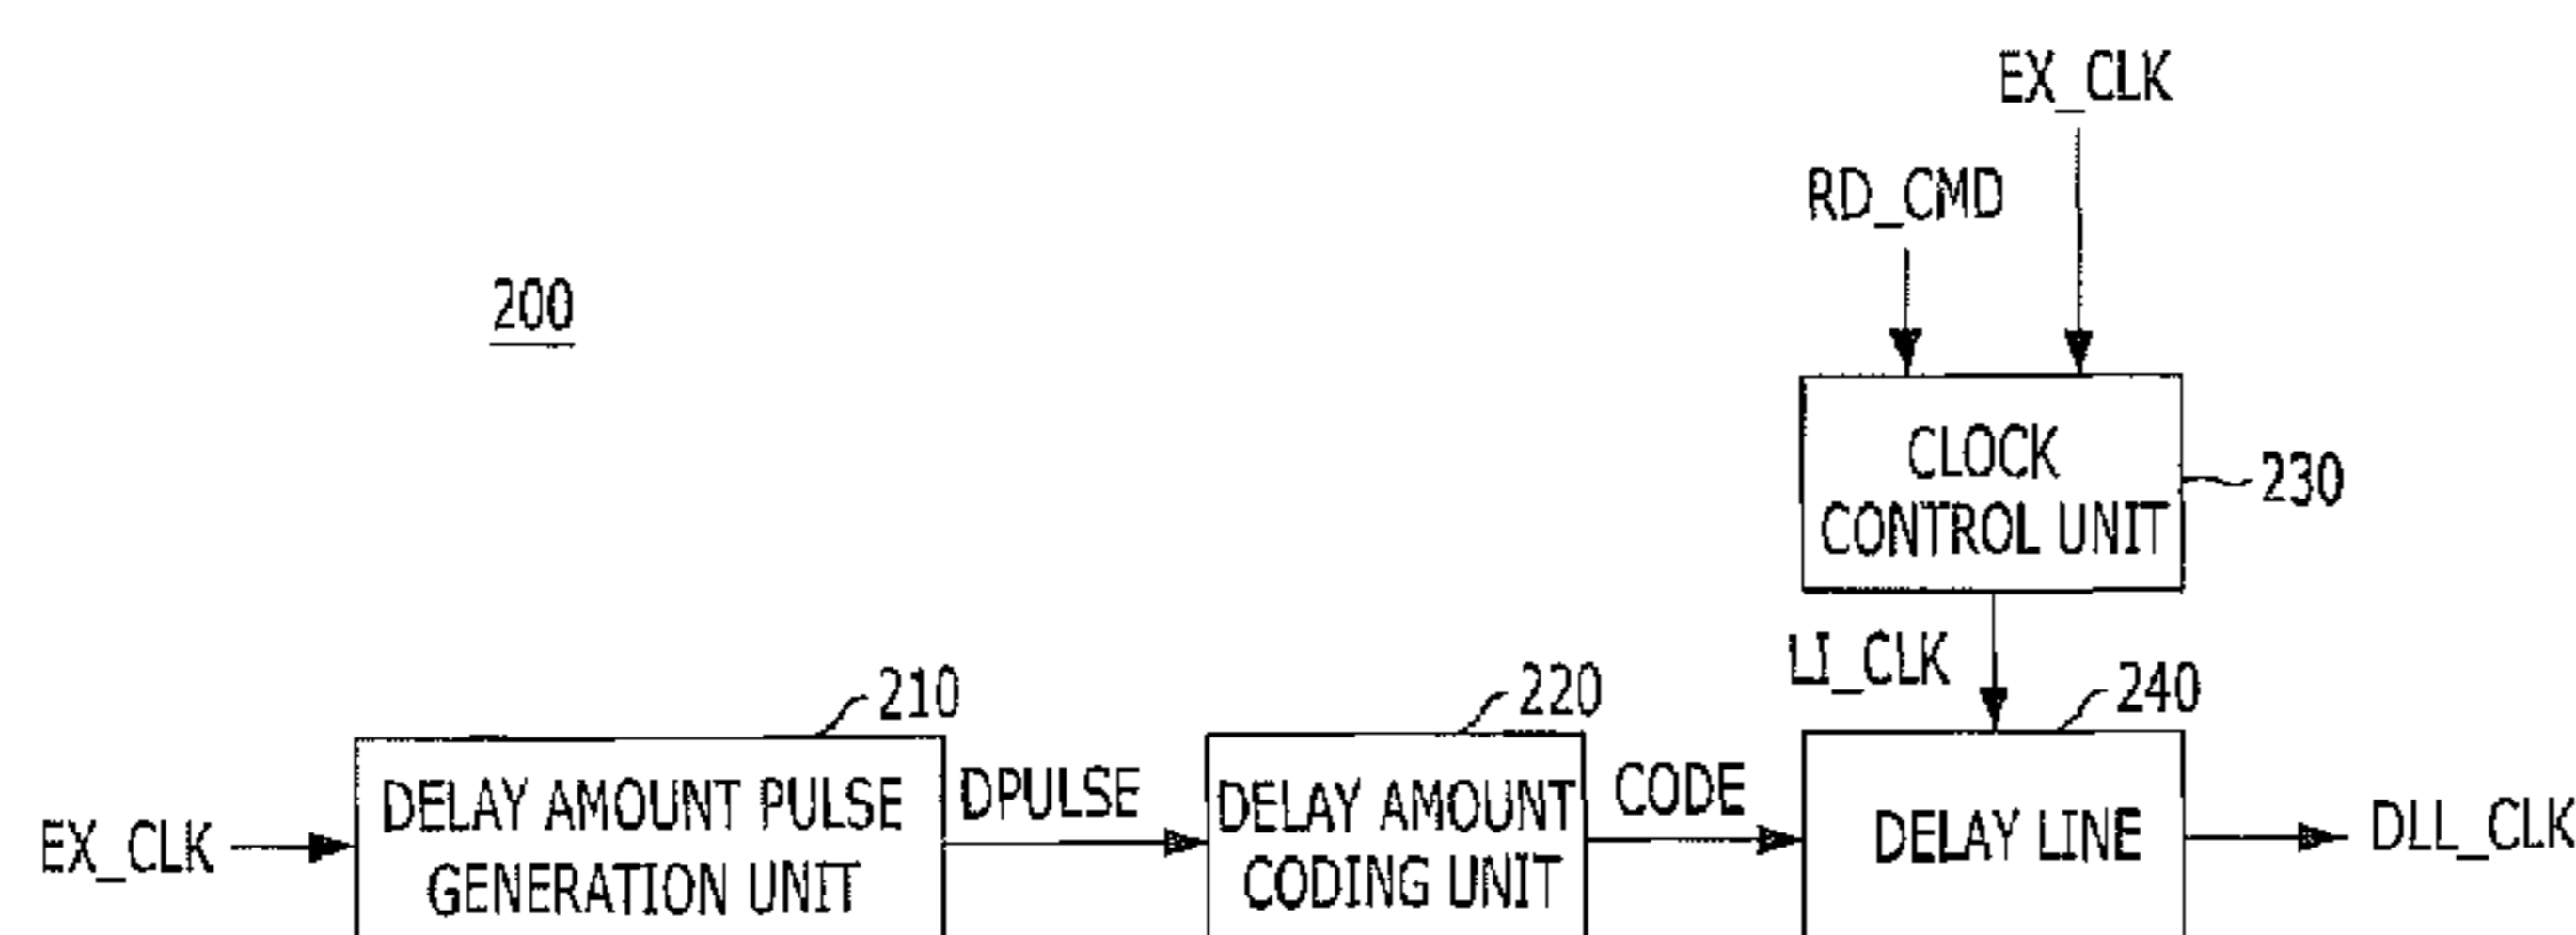 EX_CLK
RD_CMD
200
CLOCK
CONTROL UNIT
230
LI_CLK
210
220
240
EX_CLK
DELAY AMOUNT PULSE
GENERATION UNIT
DPULSE
DELAY AMOUNT
CODING UNIT
CODE
DELAY LINE
DLL_CLK